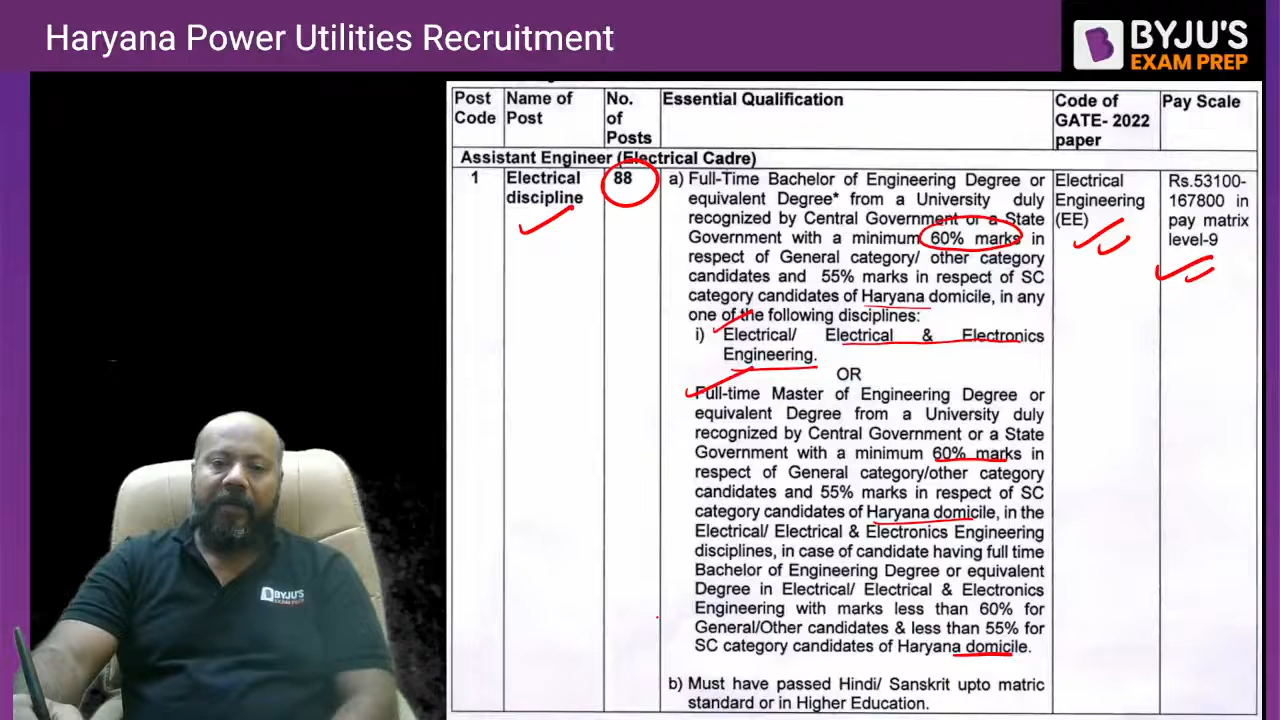 Haryana Power Utilities Recruitment
BYJU'S
EXAM PREP
Post Code
Name of Post
No. of Posts
Essential Qualification
Code of GATE- 2022 paper
Pay Scale
Assistant Engineer (Electrical Cadre)
1
Electrical discipline
88
a) Full-Time Bachelor of Engineering Degree or
equivalent Degree* from a University duly
recognized by Central Government or a State
Government with a minimum 60% marks in
respect of General category/ other category
candidates and 55% marks in respect of SC
category candidates of Haryana domicile, in any
one of the following disciplines:
i) Electrical/ Electrical & Electronics
Engineering.
OR
Full-time Master of Engineering Degree or
equivalent Degree from a University duly
recognized by Central Government or a State
Government with a minimum 60% marks in
respect of General category/other category
candidates and 55% marks in respect of SC
category candidates of Haryana domicile, in the
Electrical/ Electrical & Electronics Engineering
disciplines, in case of candidate having full time
Bachelor of Engineering Degree or equivalent
Degree in Electrical/ Electrical & Electronics
Engineering with marks less than 60% for
General/Other candidates & less than 55% for
SC category candidates of Haryana domicile.
b) Must have passed Hindi/ Sanskrit upto matric
standard or in Higher Education.
Electrical
Engineering
(EE)
Rs.53100-
167800 in
pay matrix
level-9
BYJU'S
EXAM PREP